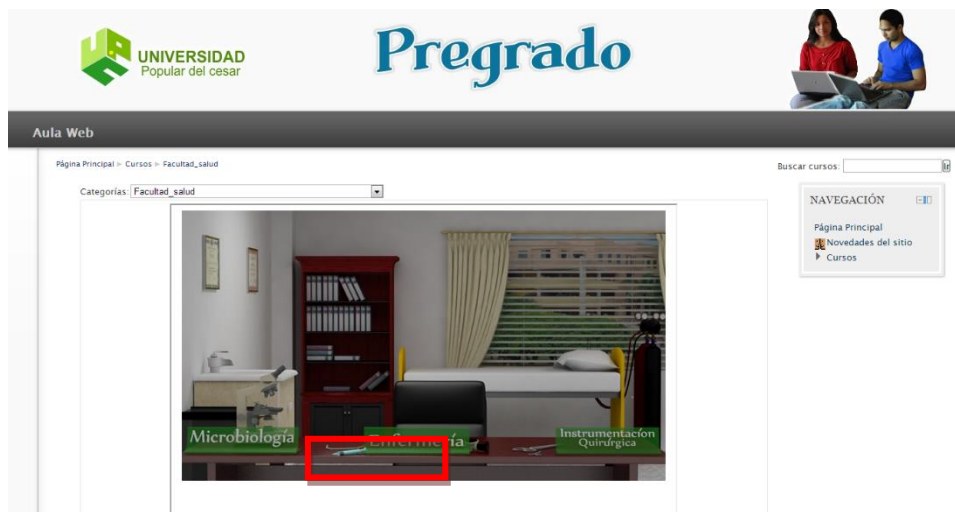 UNIVERSIDAD
Popular del cesar
Pregrado
Aula Web
Página Principal ► Cursos ► Facultad_salud
Buscar cursos:
Ir
Categorías: Facultad_salud
NAVEGACIÓN
Página Principal
Novedades del sitio
Cursos
Microbiología
Enfermería
Instrumentación
Quirúrgica